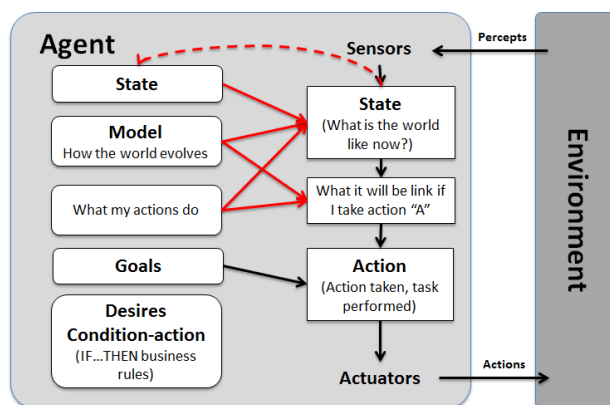 Agent
Sensors
Percepts
State
State
(What is the world
like now?)
Model
How the world evolves
What my actions do
What it will be link if
I take action “A”
Goals
Action
(Action taken, task
performed)
Desires
Condition-action
(IF...THEN business
rules)
Actuators
Actions
Environment